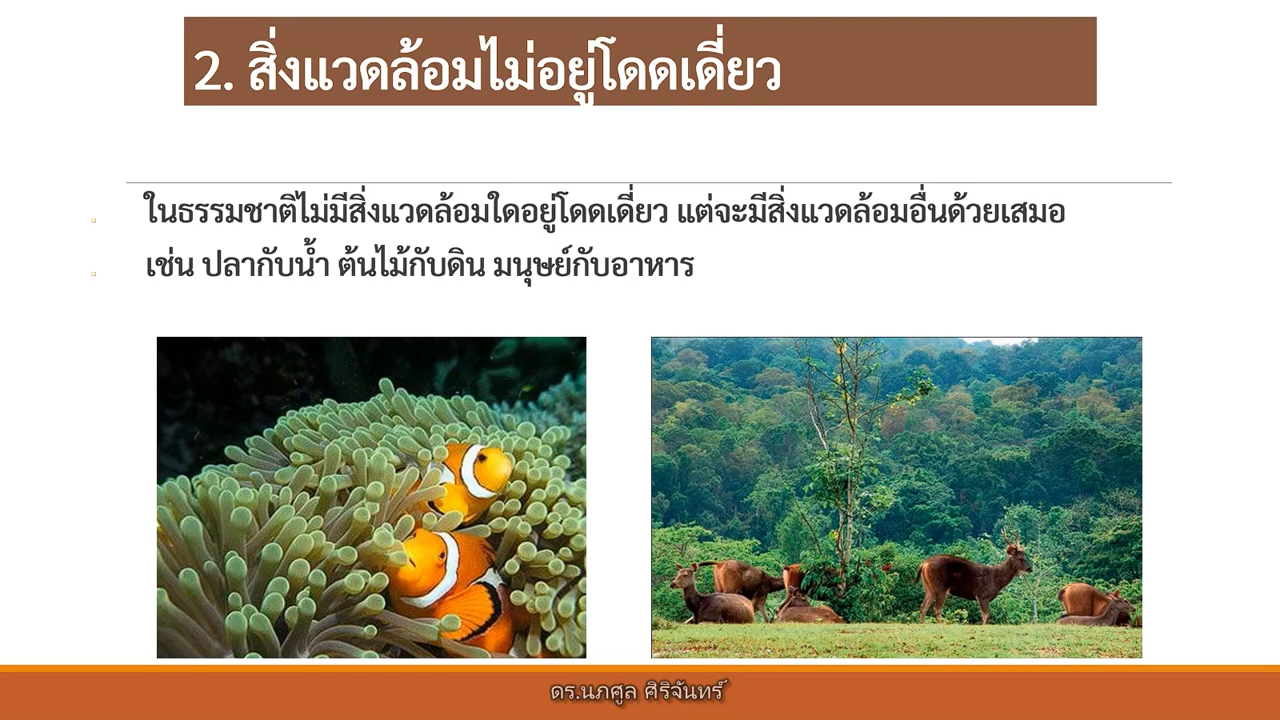 2. สิ่งแวดล้อมไม่อยู่โดดเดี่ยว
ในธรรมชาติไม่มีสิ่งแวดล้อมใดอยู่โดดเดี่ยว แต่จะมีสิ่งแวดล้อมอื่นด้วยเสมอ
เช่น ปลากับน้ำ ต้นไม้กับดิน มนุษย์กับอาหาร
ดร.นภศูล ศิริจันทร์